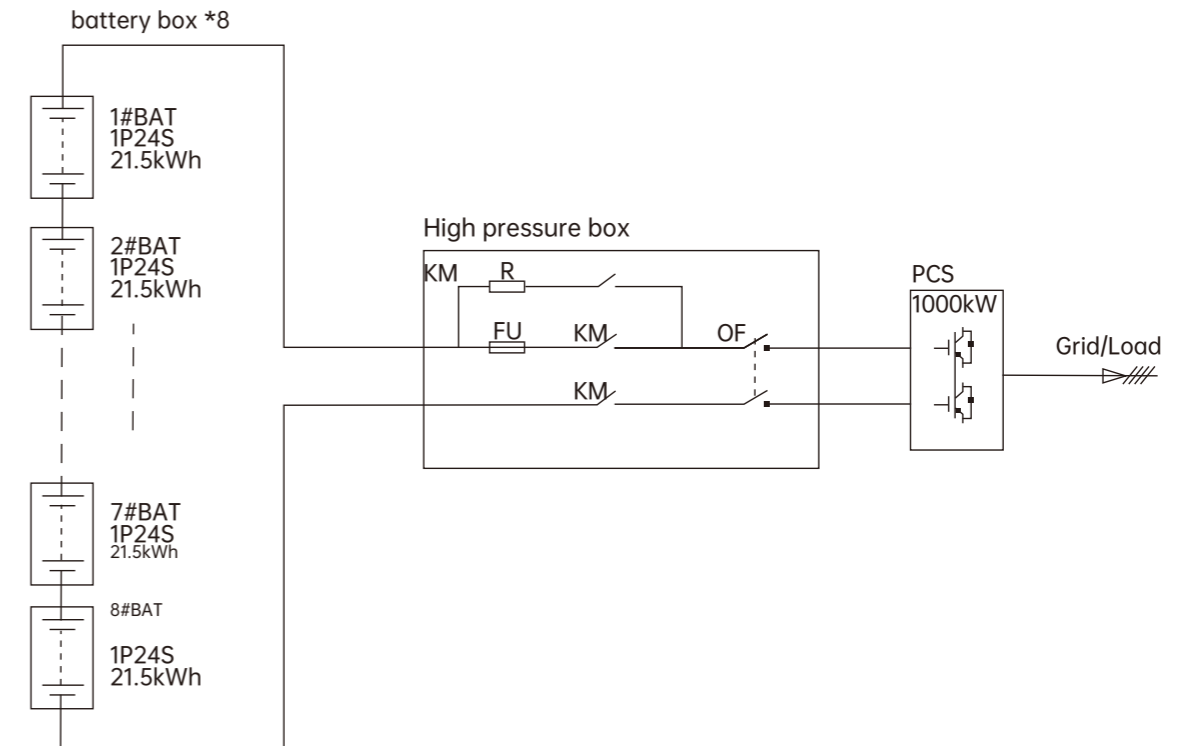 battery box *8
1#BAT
1P24S
21.5kWh
2#BAT
1P24S
21.5kWh
High pressure box
KM
R
FU
KM
OF
KM
PCS
1000kW
Grid/Load
7#BAT
1P24S
21.5kWh
8#BAT
1P24S
21.5kWh